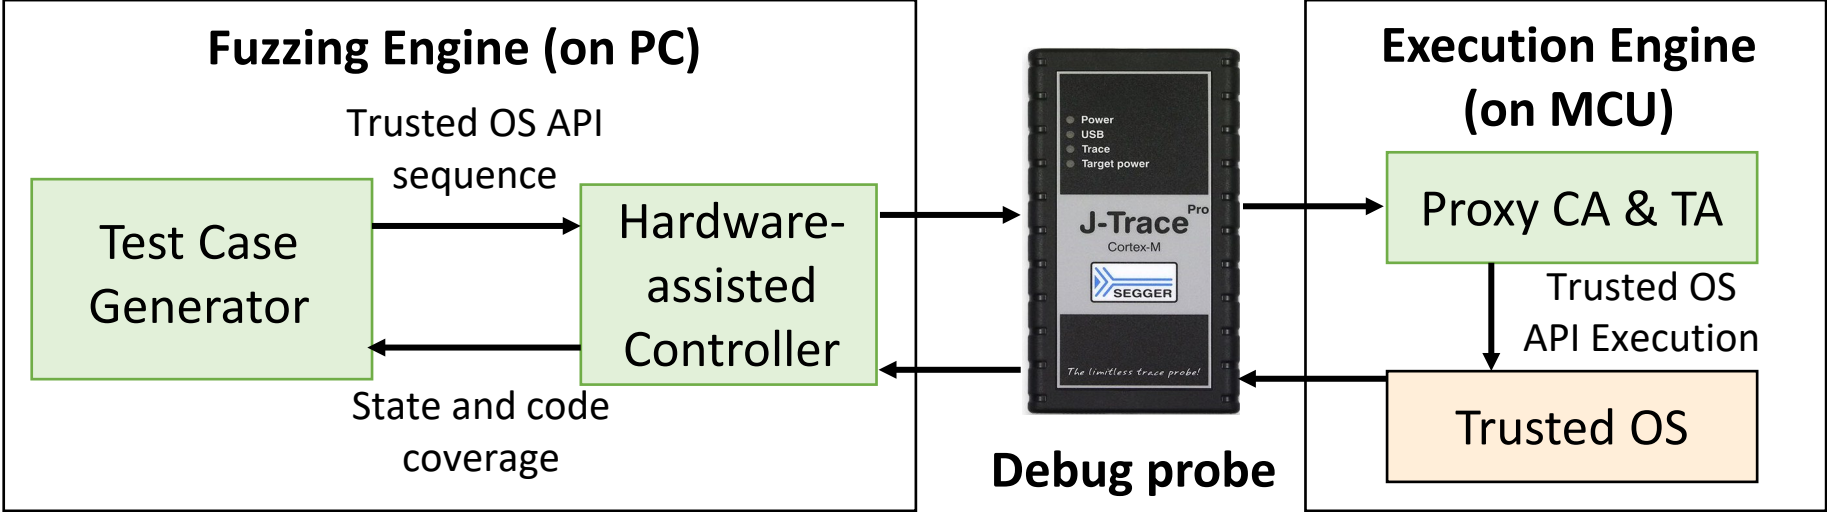 Fuzzing Engine (on PC)
Trusted OS API
sequence
Test Case
Generator
Hardware-
assisted
Controller
State and code
coverage
Power
USB
Trace
Target power
J-Trace Pro
Cortex-M
SEGGER
The limitless trace probe!
Debug probe
Execution Engine
(on MCU)
Proxy CA & TA
Trusted OS
API Execution
Trusted OS